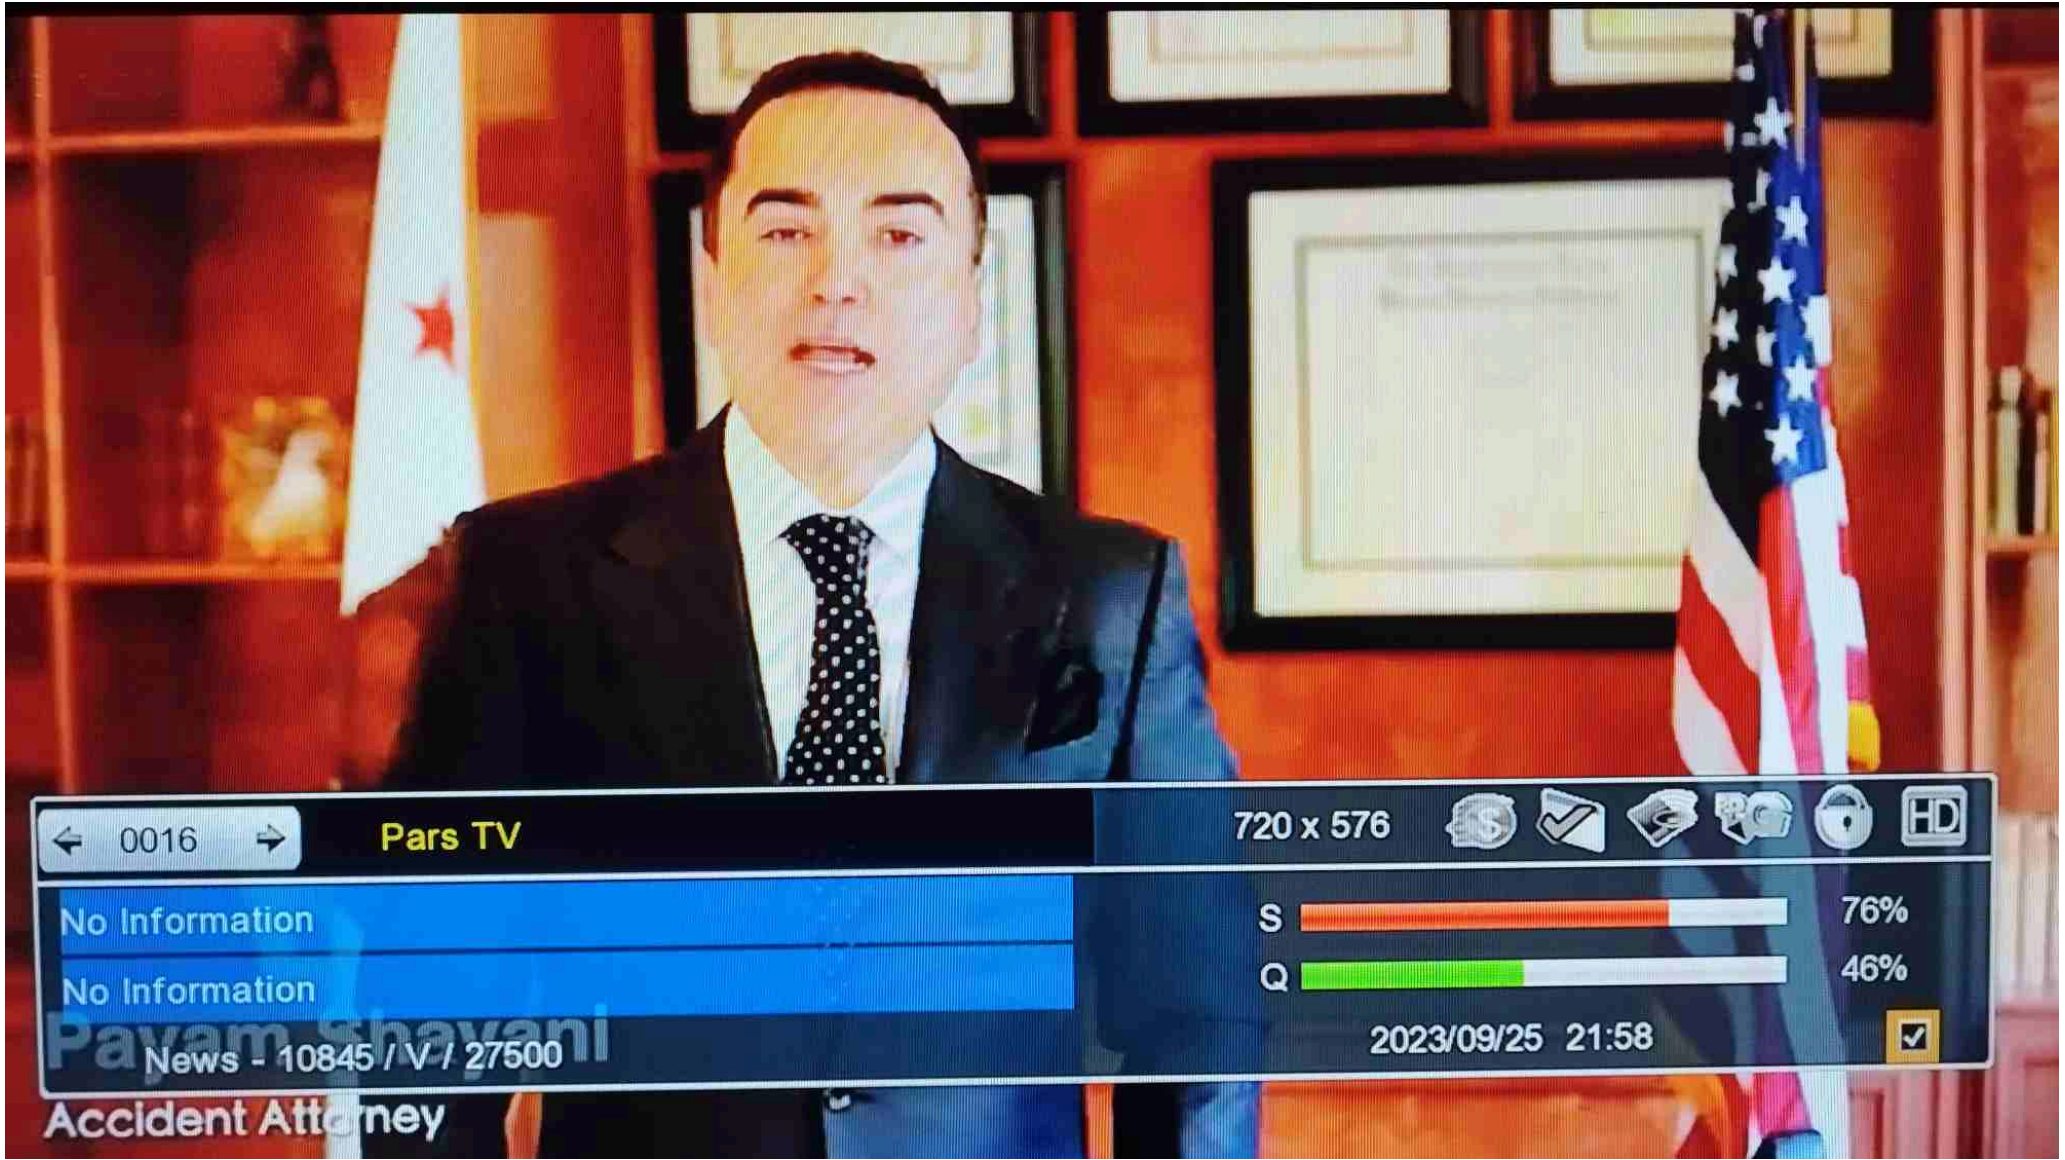 0016
Pars TV
720 x 576
HD
No Information
S 76%
No Information
Q 46%
Payam Shayani
News - 10845 / V / 27500
2023/09/25 21:58
Accident Attorney